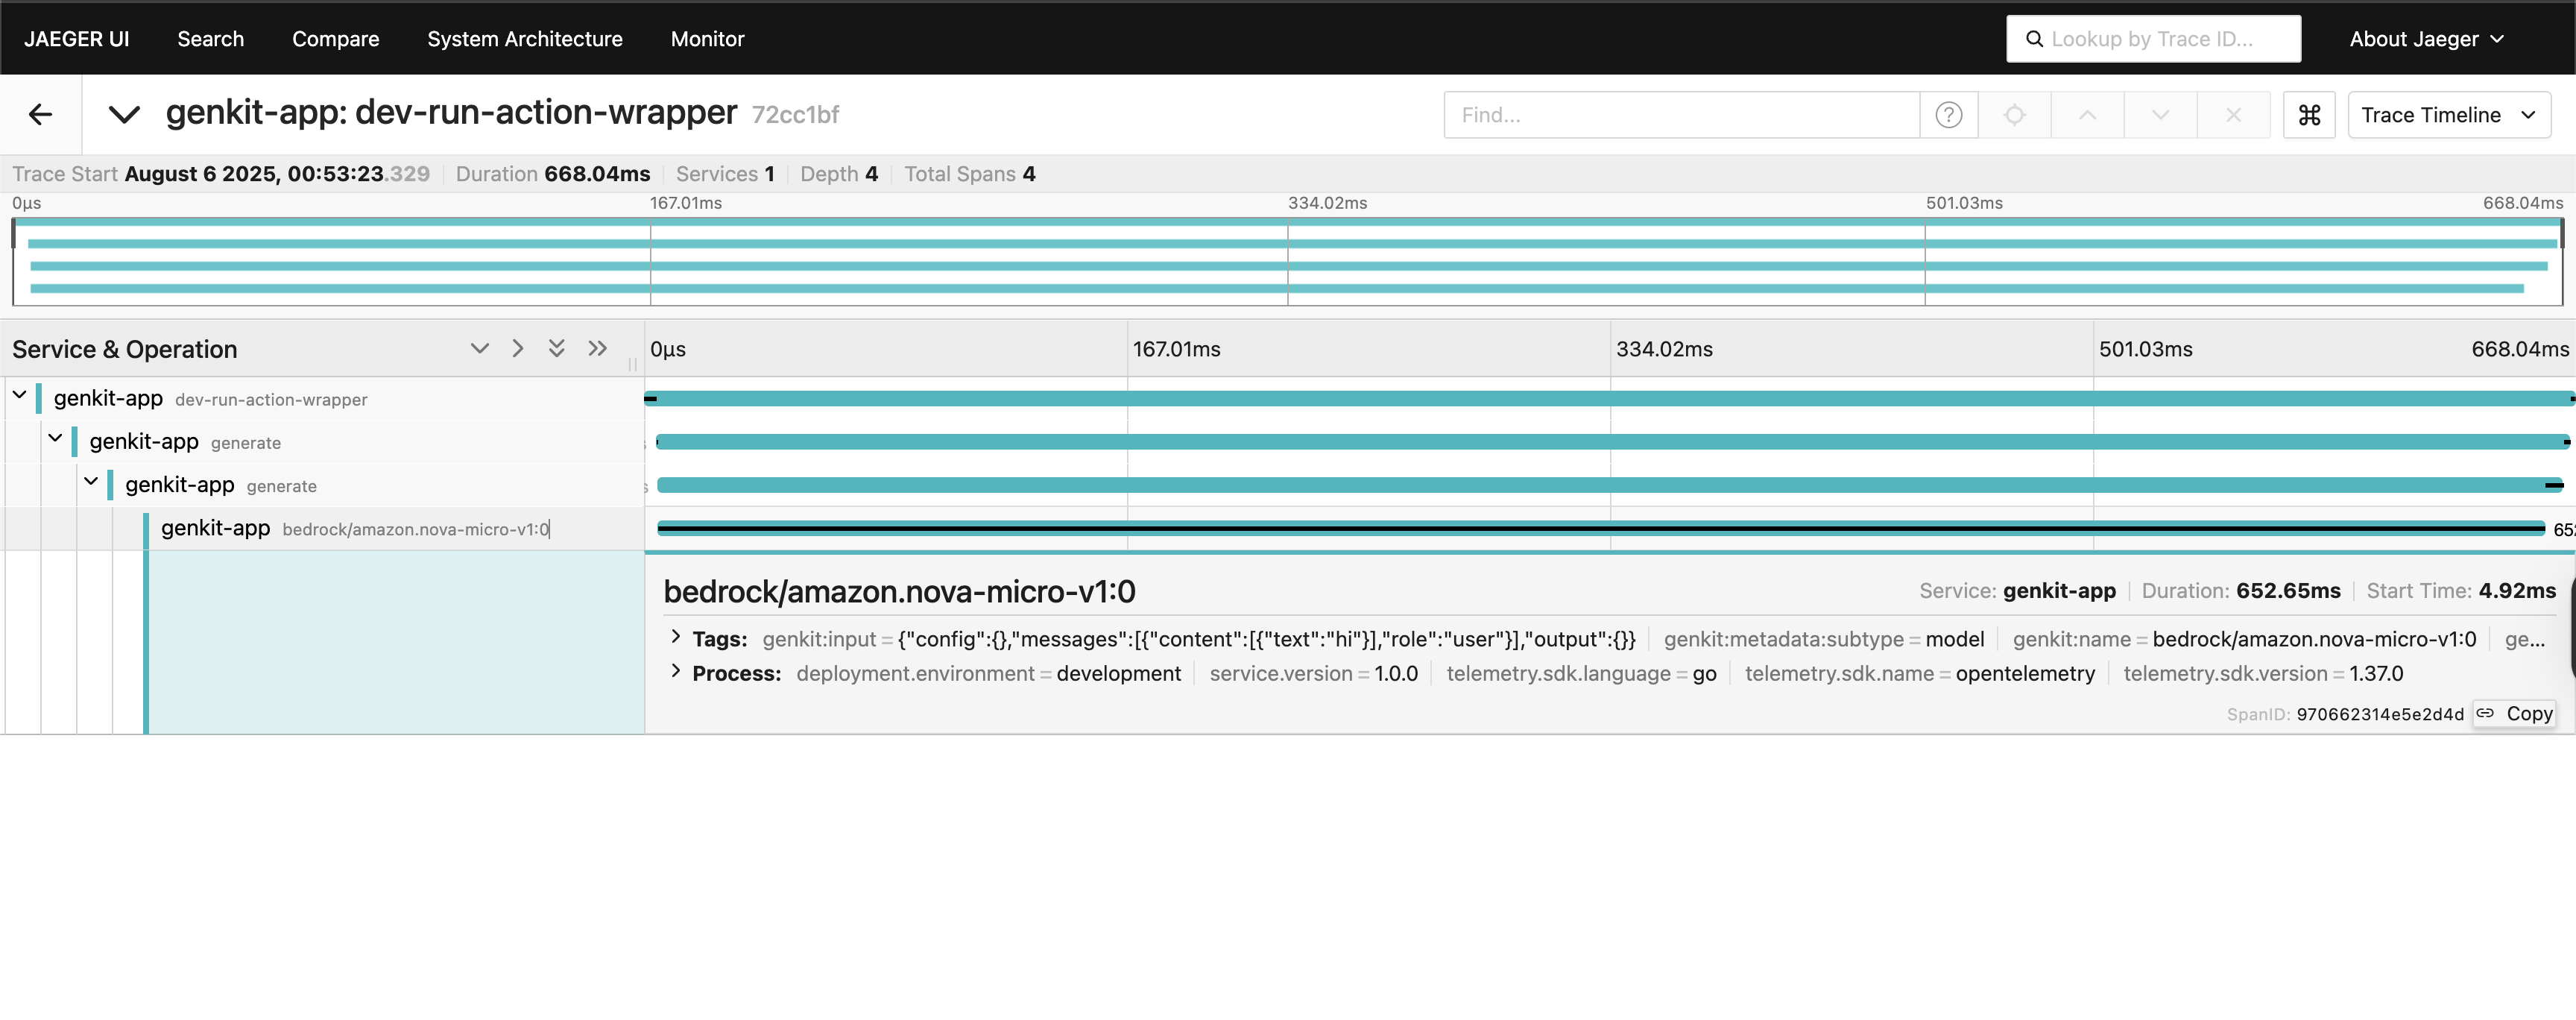 JAEGER UI Search Compare System Architecture Monitor Lookup by Trace ID... About Jaeger
genkit-app: dev-run-action-wrapper 72cc1bf Find... ? ⌘ Trace Timeline
Trace Start August 6 2025, 00:53:23.329 Duration 668.04ms Services 1 Depth 4 Total Spans 4
0μs 167.01ms 334.02ms 501.03ms 668.04ms
Service & Operation 0μs 167.01ms 334.02ms 501.03ms 668.04ms
genkit-app dev-run-action-wrapper
genkit-app generate
genkit-app generate
genkit-app bedrock/amazon.nova-micro-v1:0 652
bedrock/amazon.nova-micro-v1:0 Service: genkit-app Duration: 652.65ms Start Time: 4.92ms
Tags: genkit:input = {"config":{},"messages":[{"content":[{"text":"hi"}],"role":"user"}],"output":{}} genkit:metadata:subtype = model genkit:name = bedrock/amazon.nova-micro-v1:0 ge...
Process: deployment.environment = development service.version = 1.0.0 telemetry.sdk.language = go telemetry.sdk.name = opentelemetry telemetry.sdk.version = 1.37.0
SpanID: 970662314e5e2d4d Copy